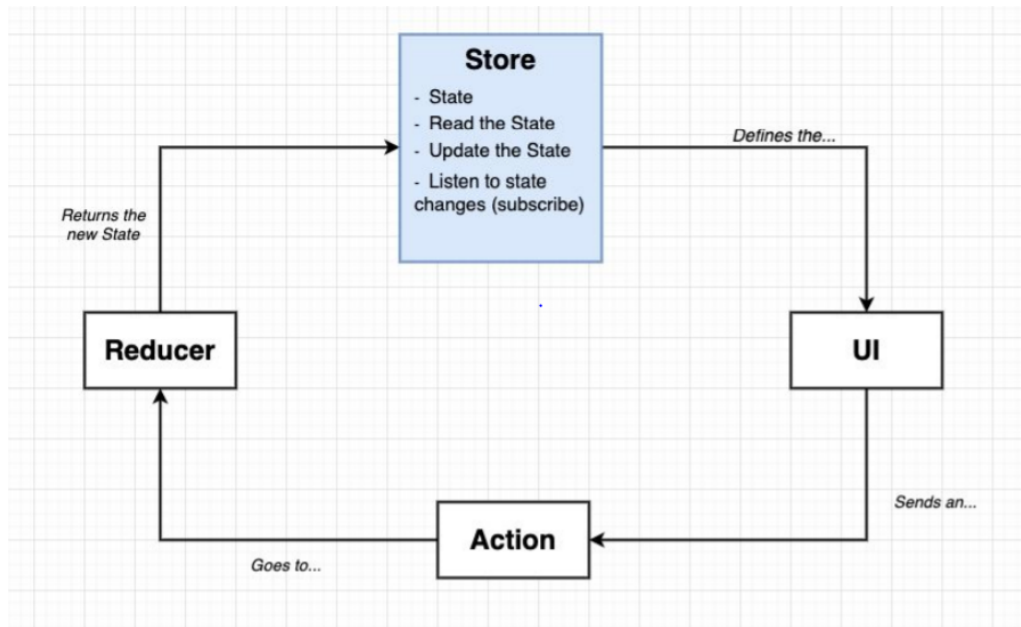 Store
- State
- Read the State
- Update the State
- Listen to state
changes (subscribe)
Defines the...
Returns the
new State
Reducer
UI
Sends an...
Action
Goes to...